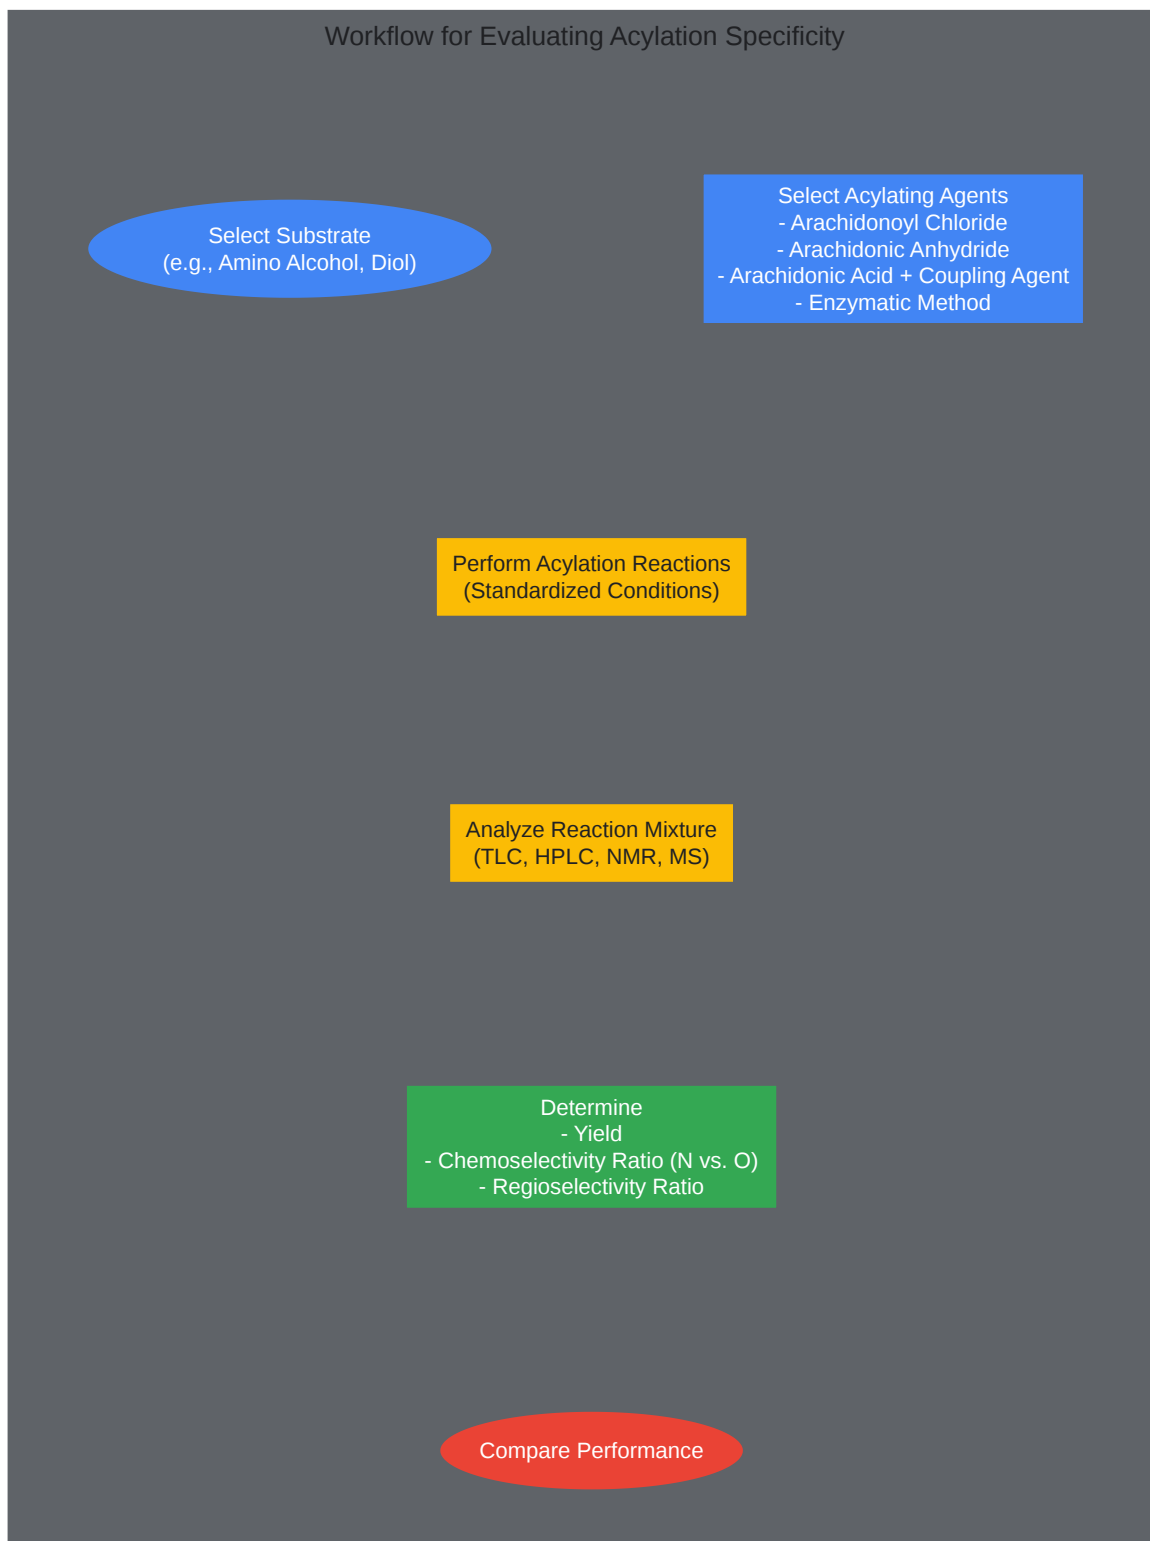 Workflow for Evaluating Acylation Specificity
Select Substrate
(e.g., Amino Alcohol, Diol)
Select Acylating Agents
- Arachidonoyl Chloride
- Arachidonic Anhydride
- Arachidonic Acid + Coupling Agent
- Enzymatic Method
Perform Acylation Reactions
(Standardized Conditions)
Analyze Reaction Mixture
(TLC, HPLC, NMR, MS)
Determine
- Yield
- Chemoselectivity Ratio (N vs. O)
- Regioselectivity Ratio
Compare Performance